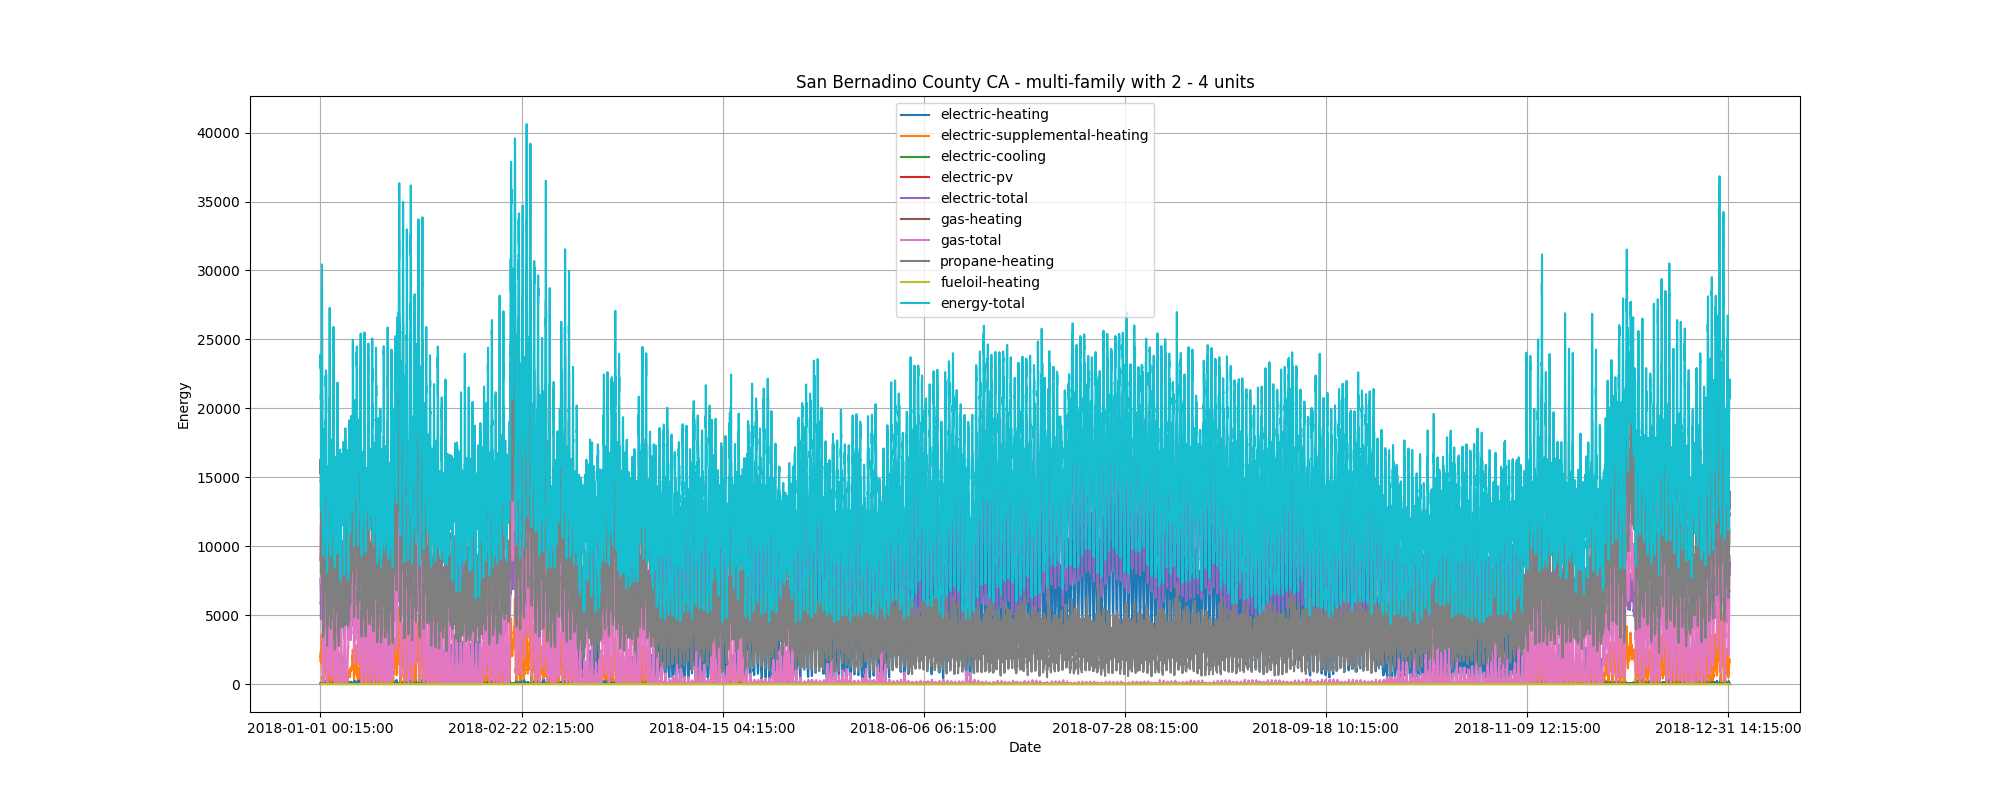 San Bernadino County CA - multi-family with 2 - 4 units
electric-heating
electric-supplemental-heating
electric-cooling
electric-pv
electric-total
gas-heating
gas-total
propane-heating
fueloil-heating
energy-total
40000
35000
30000
25000
20000
15000
10000
5000
0
Energy
2018-01-01 00:15:00 2018-02-22 02:15:00 2018-04-15 04:15:00 2018-06-06 06:15:00 2018-07-28 08:15:00 2018-09-18 10:15:00 2018-11-09 12:15:00 2018-12-31 14:15:00
Date